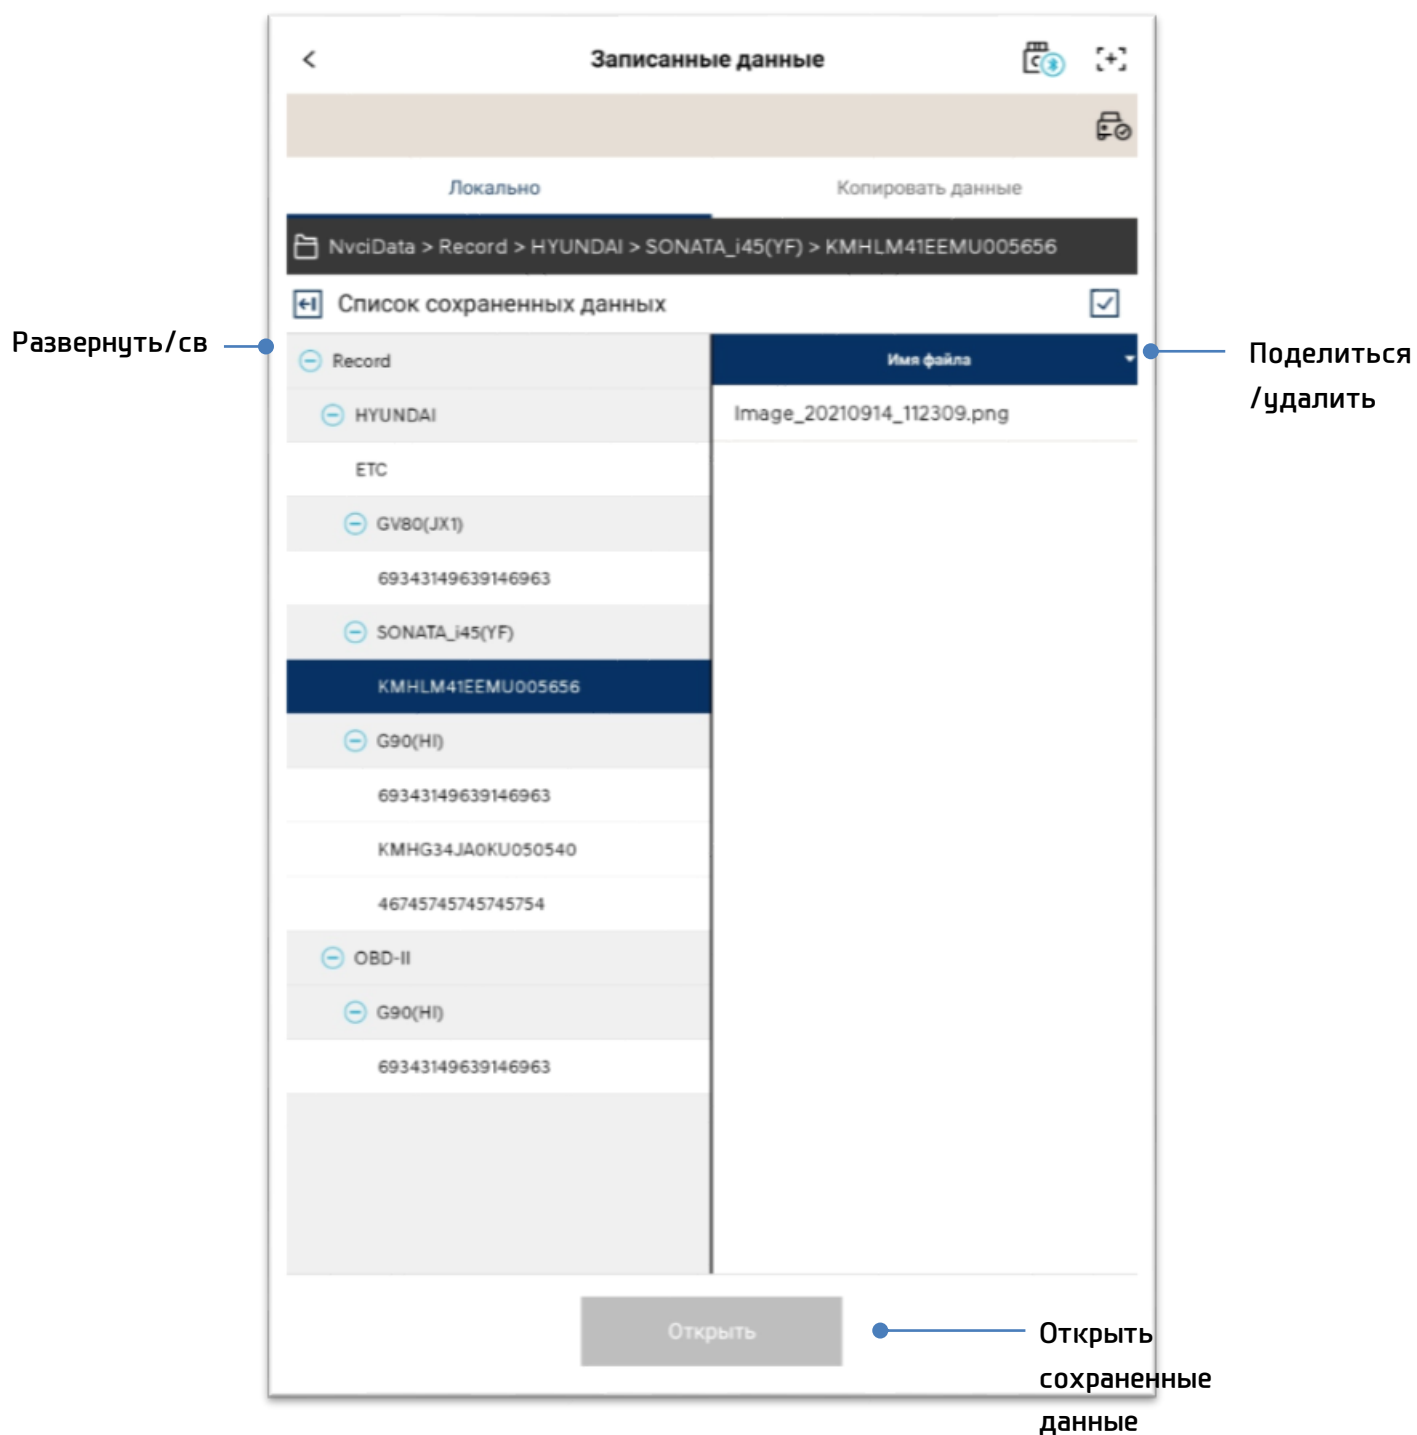 Записанные данные
Локально
Копировать данные
NvciData > Record > HYUNDAI > SONATA_i45(YF) > KMHLM41EEMU005656
Список сохраненных данных
Развернуть/св
Record
Имя файла
Поделиться
/удалить
HYUNDAI
Image_20210914_112309.png
ETC
GV80(JX1)
69343149639146963
SONATA_i45(YF)
KMHLM41EEMU005656
G90(HI)
69343149639146963
KMHG34JA0KU050540
46745745745745754
OBD-II
G90(HI)
69343149639146963
Открыть
Открыть
сохраненные
данные